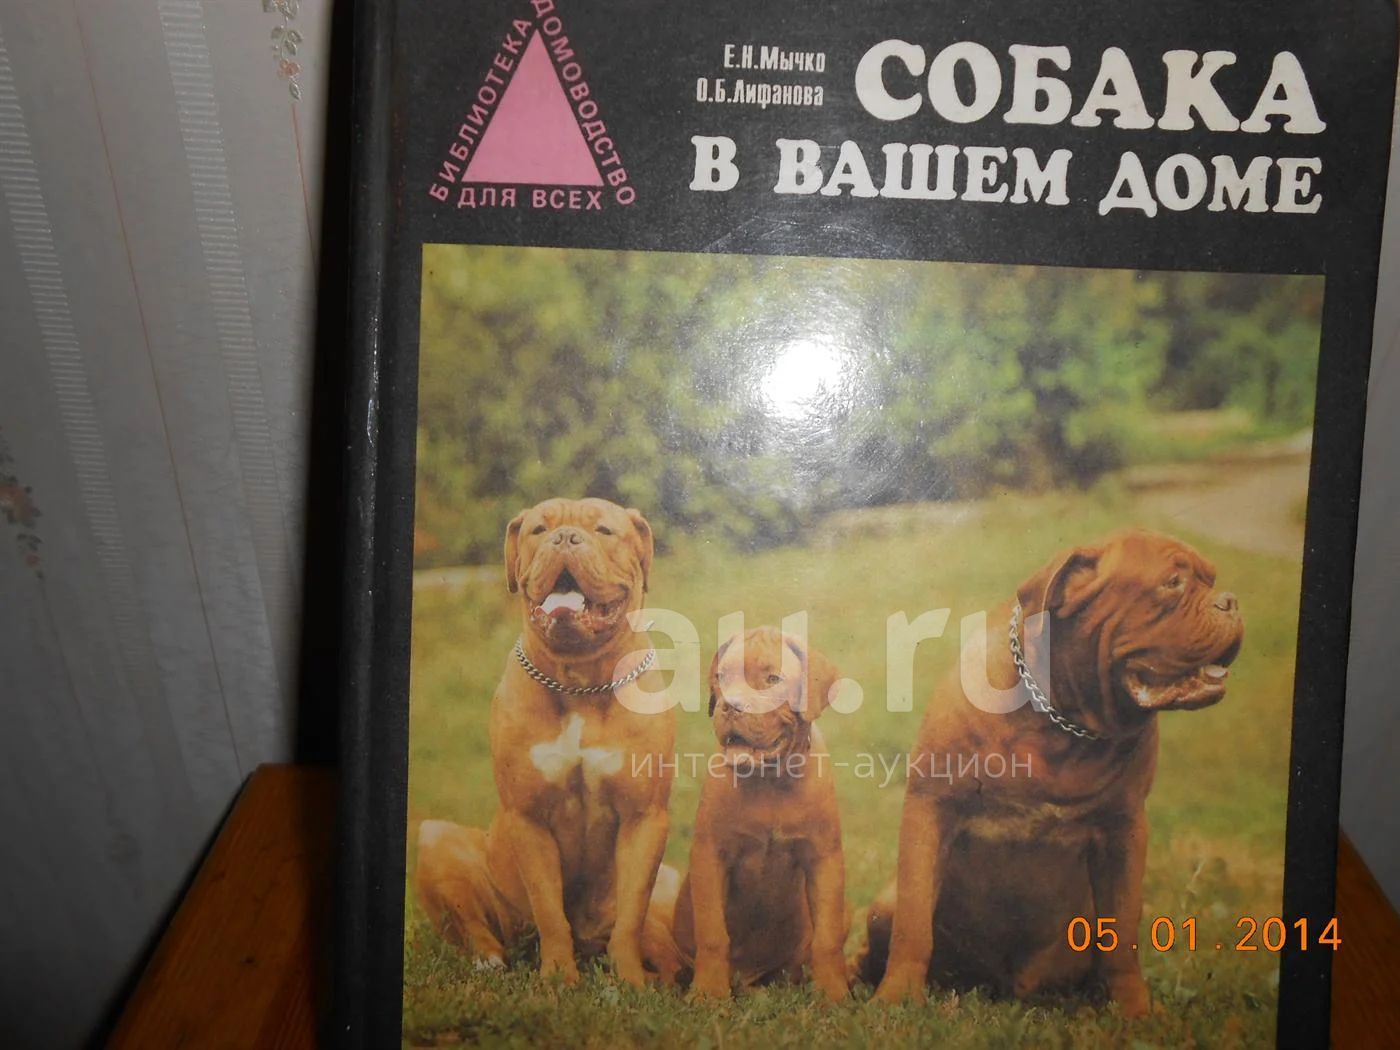 БИБЛИОТЕКА
ДОМОВОДСТВО
ДЛЯ ВСЕХ
Е.Н.Мычко
О.Б.Лифанова
СОБАКА
В ВАШЕМ ДОМЕ
au.ru
интернет-аукцион
05.01.2014